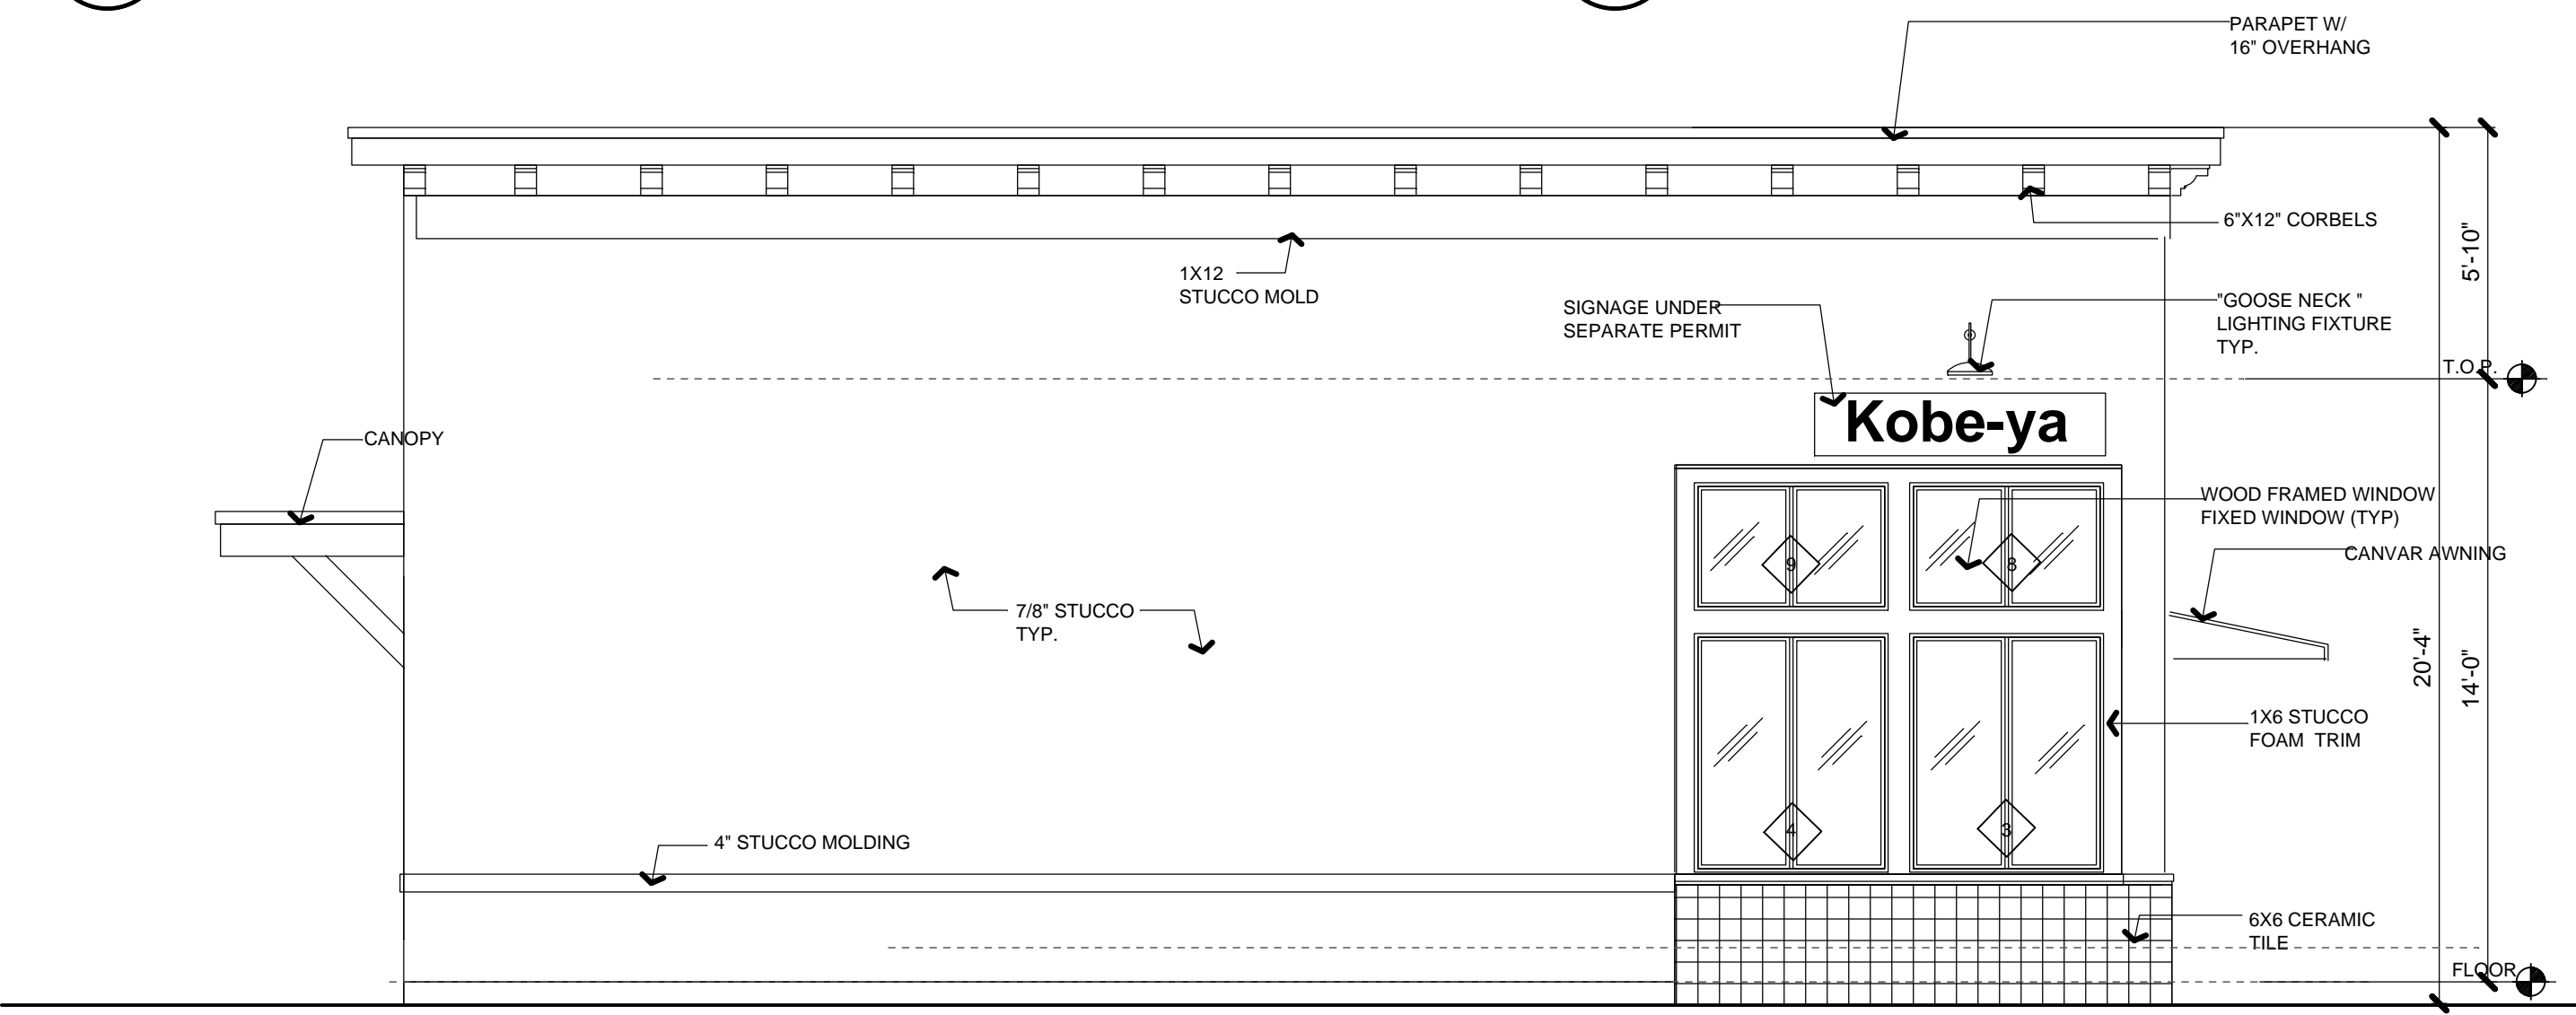 PARAPET W/
16" OVERHANG
6"X12" CORBELS
5'-10"
1X12
STUCCO MOLD
SIGNAGE UNDER
SEPARATE PERMIT
"GOOSE NECK "
LIGHTING FIXTURE
TYP.
T.O.P.
Kobe-ya
CANOPY
WOOD FRAMED WINDOW
FIXED WINDOW (TYP)
CANVAR AWNING
9
8
7/8" STUCCO
TYP.
20'-4"
14'-0"
1X6 STUCCO
FOAM TRIM
4
3
4" STUCCO MOLDING
6X6 CERAMIC
TILE
FLOOR